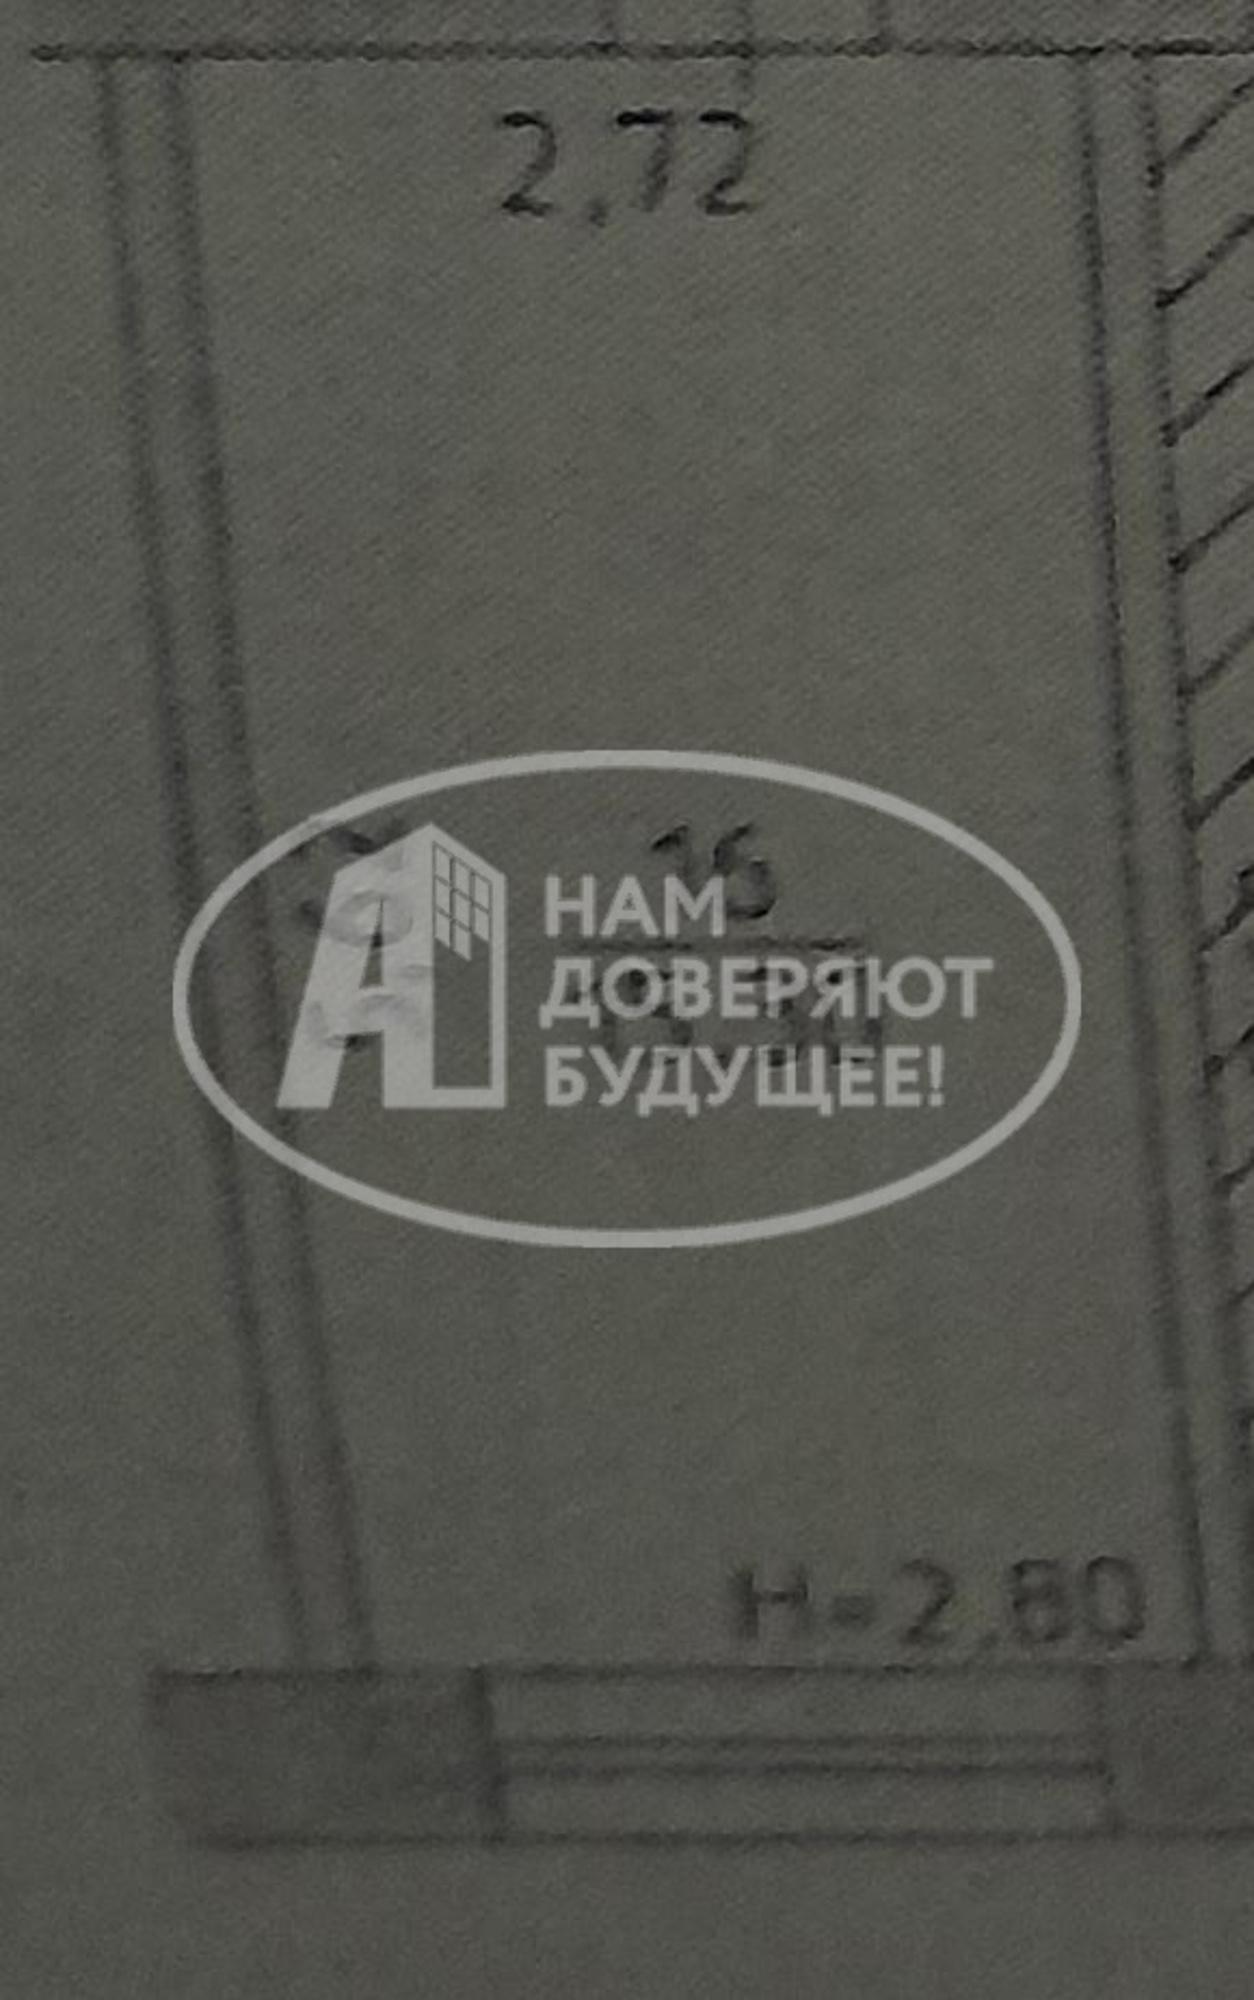 2,72
16
НАМ
ДОВЕРЯЮТ
БУДУЩЕЕ!
H=2,80